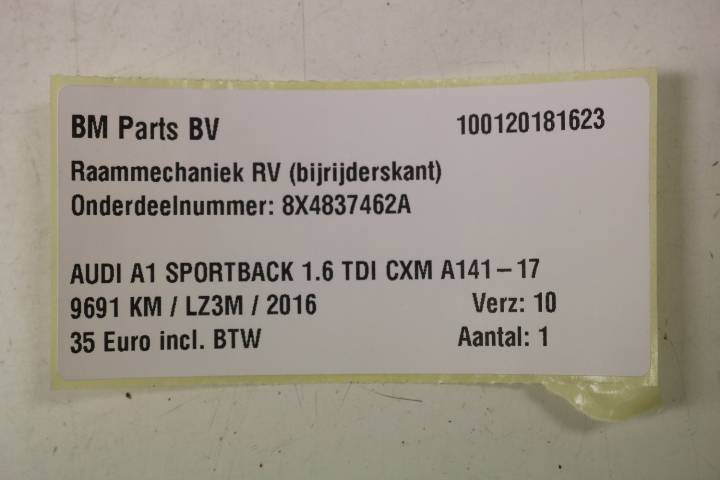 BM Parts BV 100120181623
Raammechaniek RV (bijrijderskant)
Onderdeelnummer: 8X4837462A
AUDI A1 SPORTBACK 1.6 TDI CXM A141-17
9691 KM / LZ3M / 2016 Verz: 10
35 Euro incl. BTW Aantal: 1